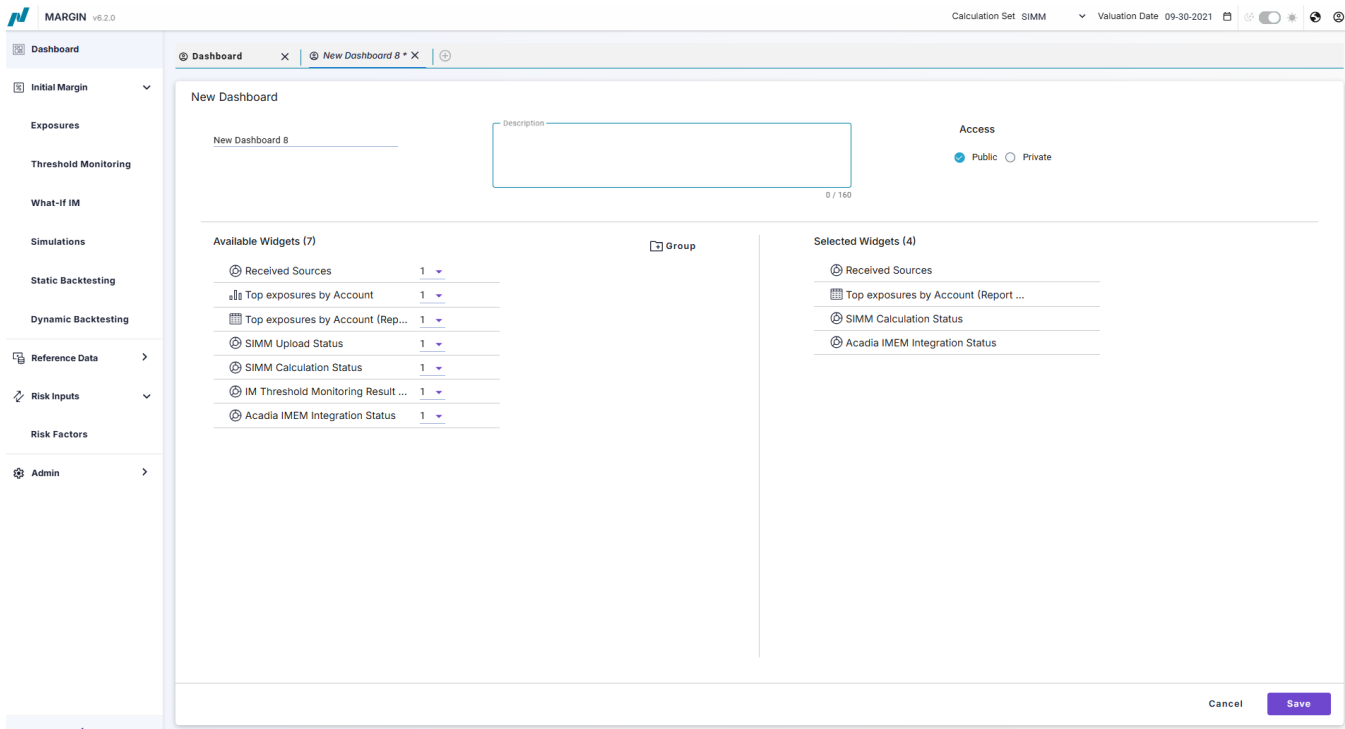 MARGIN v6.2.0
Calculation Set SIMM
Valuation Date 09-30-2021
Dashboard
Initial Margin
Exposures
Threshold Monitoring
What-If IM
Simulations
Static Backtesting
Dynamic Backtesting
Reference Data
Risk Inputs
Risk Factors
Admin
Dashboard
New Dashboard 8 *
New Dashboard
New Dashboard 8
Description
0 / 160
Access
Public
Private
Available Widgets (7)
Group
Received Sources 1
Top exposures by Account 1
Top exposures by Account (Rep... 1
SIMM Upload Status 1
SIMM Calculation Status 1
IM Threshold Monitoring Result ... 1
Acadia IMEM Integration Status 1
Selected Widgets (4)
Received Sources
Top exposures by Account (Report ...
SIMM Calculation Status
Acadia IMEM Integration Status
Cancel
Save